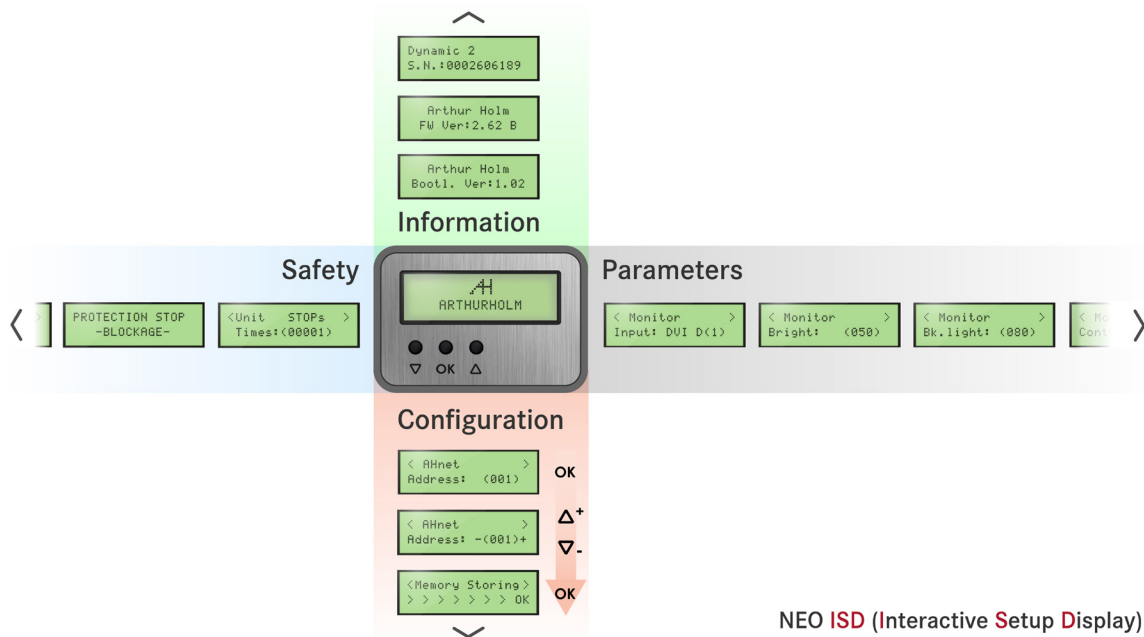 Dynamic 2
S.N.:0002606189
Arthur Holm
FW Ver:2.62 B
Arthur Holm
Bootl. Ver:1.02
Information
Safety
PROTECTION STOP
-BLOCKAGE-
<Unit STOPs >
Times:(00001)
AH
ARTHURHOLM
OK
Parameters
< Monitor >
Input: DVI D(1)
< Monitor >
Bright: (050)
< Monitor >
Bk.light: (080)
Configuration
< AHnet >
Address: (001)
OK
< AHnet >
Address: -(001)+
+
-
<Memory Storing>
> > > > > > > OK
OK
NEO ISD (Interactive Setup Display)